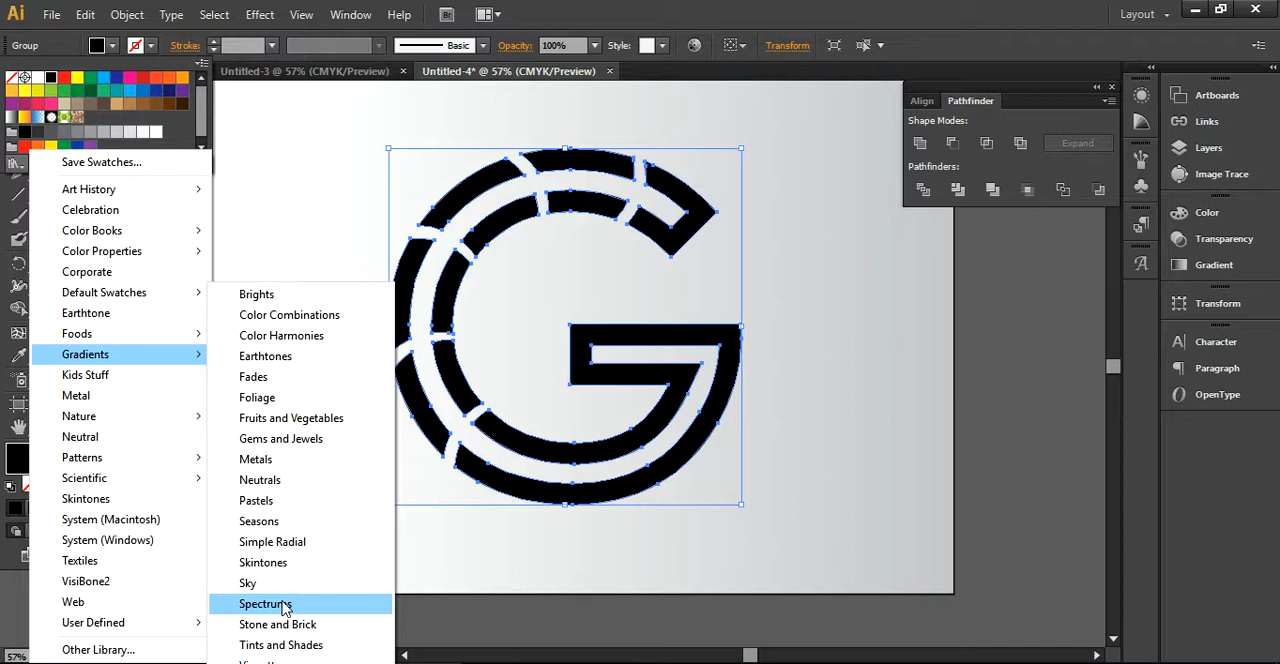 Ai File Edit Object Type Select Effect View Window Help Br Layout
Group Stroke: Basic Opacity: 100% Style: Transform
Untitled-3 @ 57% (CMYK/Preview) × Untitled-4* @ 57% (CMYK/Preview) ×
Align Pathfinder
Shape Modes:
Expand
Pathfinders:
Artboards
Links
Layers
Image Trace
Color
Transparency
Gradient
Transform
Character
Paragraph
OpenType
Save Swatches...
Art History
Celebration
Color Books
Color Properties
Corporate
Default Swatches
Earthtone
Foods
Gradients
Kids Stuff
Metal
Nature
Neutral
Patterns
Scientific
Skintones
System (Macintosh)
System (Windows)
Textiles
VisiBone2
Web
User Defined
Other Library...
Brights
Color Combinations
Color Harmonies
Earthtones
Fades
Foliage
Fruits and Vegetables
Gems and Jewels
Metals
Neutrals
Pastels
Seasons
Simple Radial
Skintones
Sky
Spectrums
Stone and Brick
Tints and Shades
G
57%